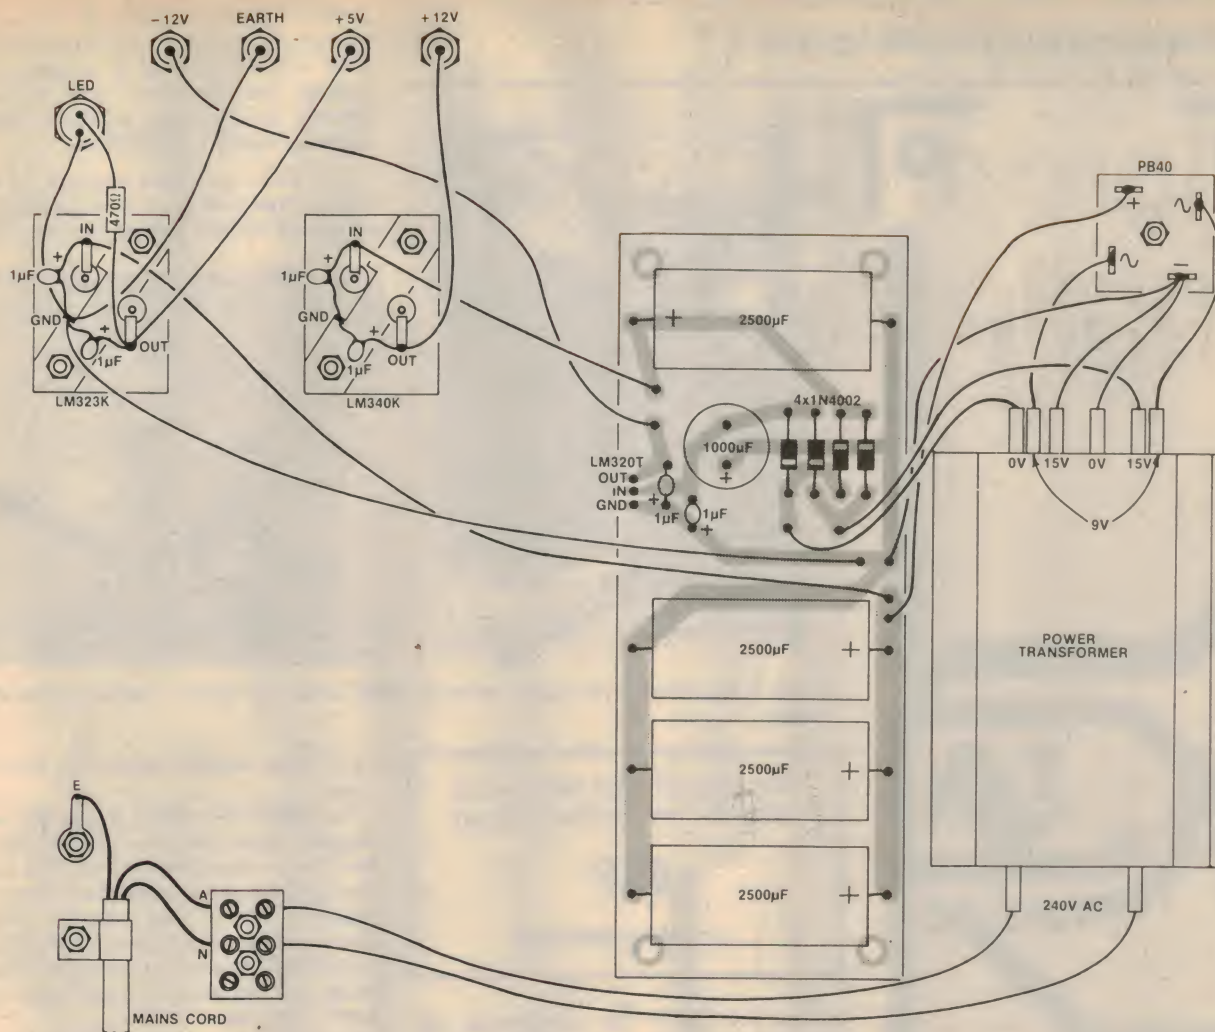 -12V
EARTH
+5V
+12V
LED
PB40
+
~
~
−
470Ω
IN
+
1µF
GND
+
1µF
OUT
LM323K
IN
+
1µF
GND
+
1µF
OUT
LM340K
+
2500µF
4x1N4002
1000uF
+
LM320T
OUT
iN
GND
+
1µF
1µF
+
0V
15V
0V
15V
9V
POWER
TRANSFORMER
2500µF
+
2500µF
+
2500µF
+
240V AC
E
A
N
MAINS CORD